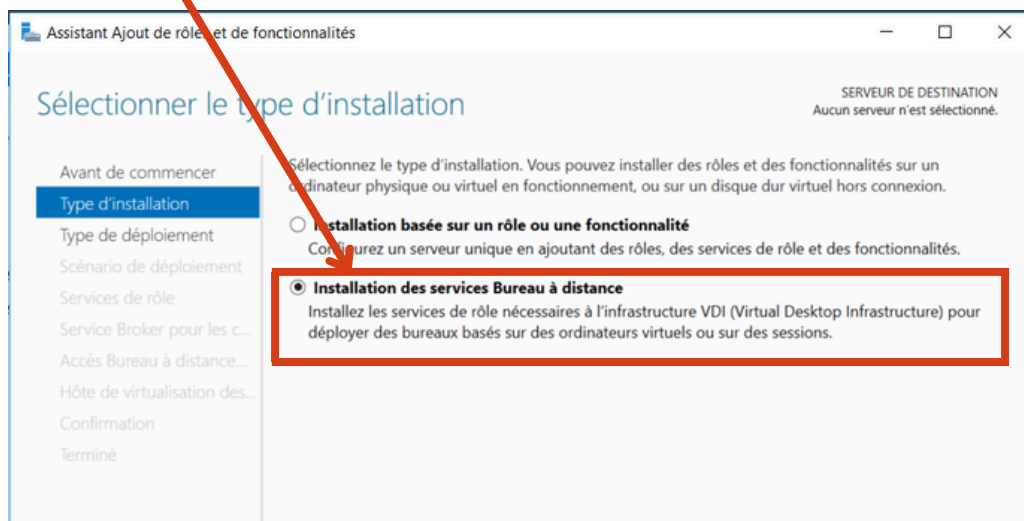 Assistant Ajout de rôles et de fonctionnalités
Sélectionner le type d'installation
SERVEUR DE DESTINATION
Aucun serveur n'est sélectionné.
Avant de commencer
Type d'installation
Type de déploiement
Scénario de déploiement
Services de rôle
Service Broker pour les c...
Accès Bureau à distance...
Hôte de virtualisation des...
Confirmation
Terminé
Sélectionnez le type d'installation. Vous pouvez installer des rôles et des fonctionnalités sur un
ordinateur physique ou virtuel en fonctionnement, ou sur un disque dur virtuel hors connexion.
Installation basée sur un rôle ou une fonctionnalité
Configurez un serveur unique en ajoutant des rôles, des services de rôle et des fonctionnalités.
Installation des services Bureau à distance
Installez les services de rôle nécessaires à l'infrastructure VDI (Virtual Desktop Infrastructure) pour
déployer des bureaux basés sur des ordinateurs virtuels ou sur des sessions.